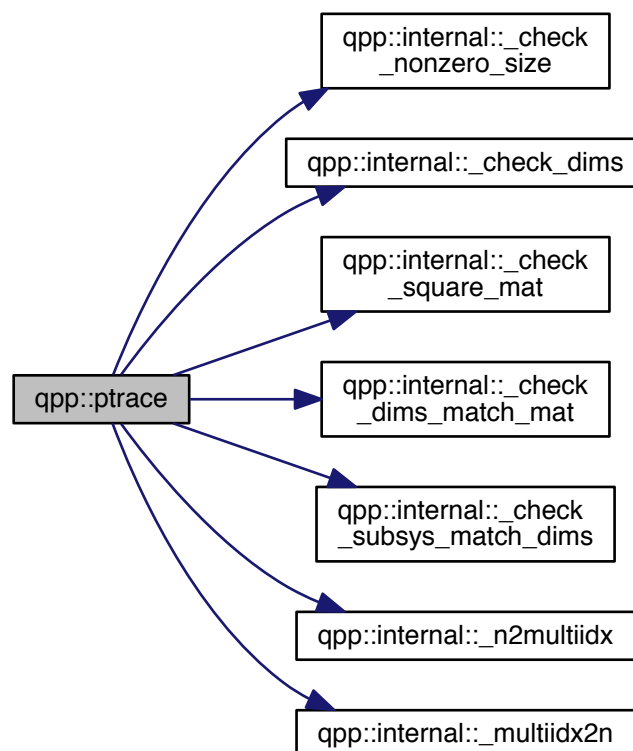 qpp::internal::_check
_nonzero_size
qpp::internal::_check_dims
qpp::internal::_check
_square_mat
qpp::ptrace
qpp::internal::_check
_dims_match_mat
qpp::internal::_check
_subsys_match_dims
qpp::internal::_n2multiidx
qpp::internal::_multiidx2n